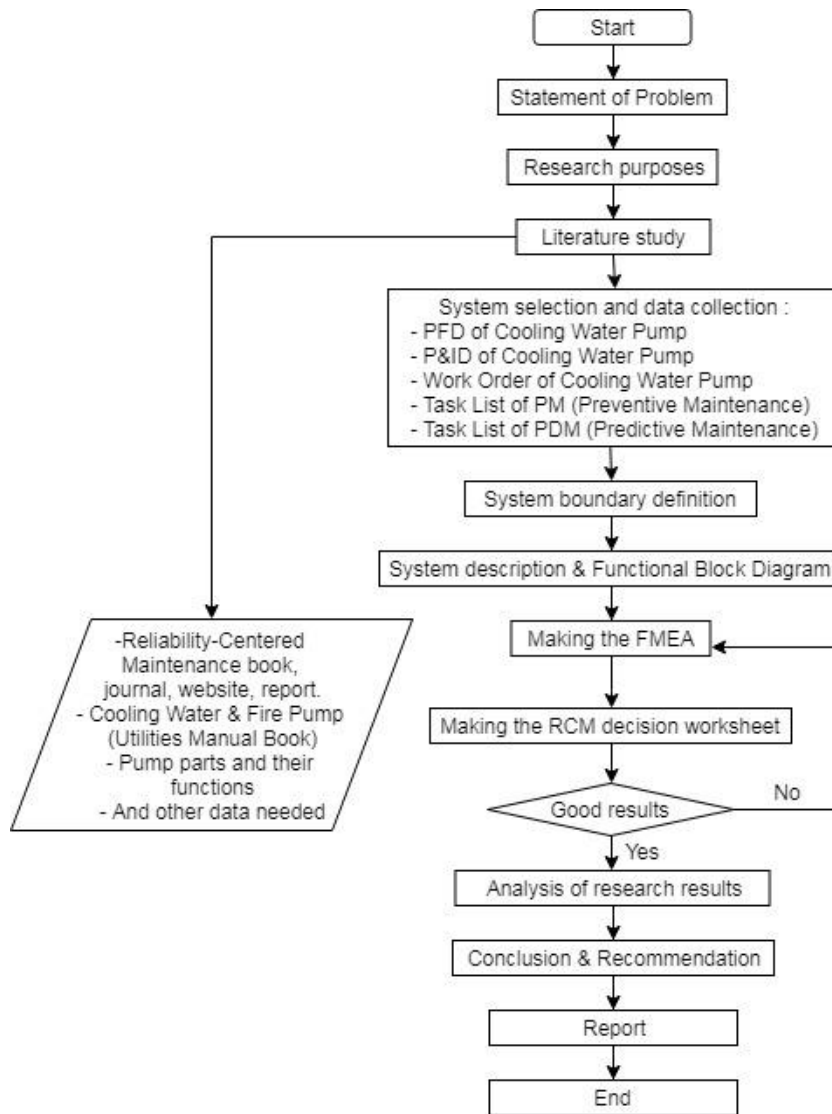 Start
Statement of Problem
Research purposes
Literature study
System selection and data collection :
- PFD of Cooling Water Pump
- P&ID of Cooling Water Pump
- Work Order of Cooling Water Pump
- Task List of PM (Preventive Maintenance)
- Task List of PDM (Predictive Maintenance)
System boundary definition
System description & Functional Block Diagram
-Reliability-Centered
Maintenance book,
journal, website, report.
- Cooling Water & Fire Pump
(Utilities Manual Book)
- Pump parts and their
functions
- And other data needed
Making the FMEA
Making the RCM decision worksheet
Good results
No
Yes
Analysis of research results
Conclusion & Recommendation
Report
End